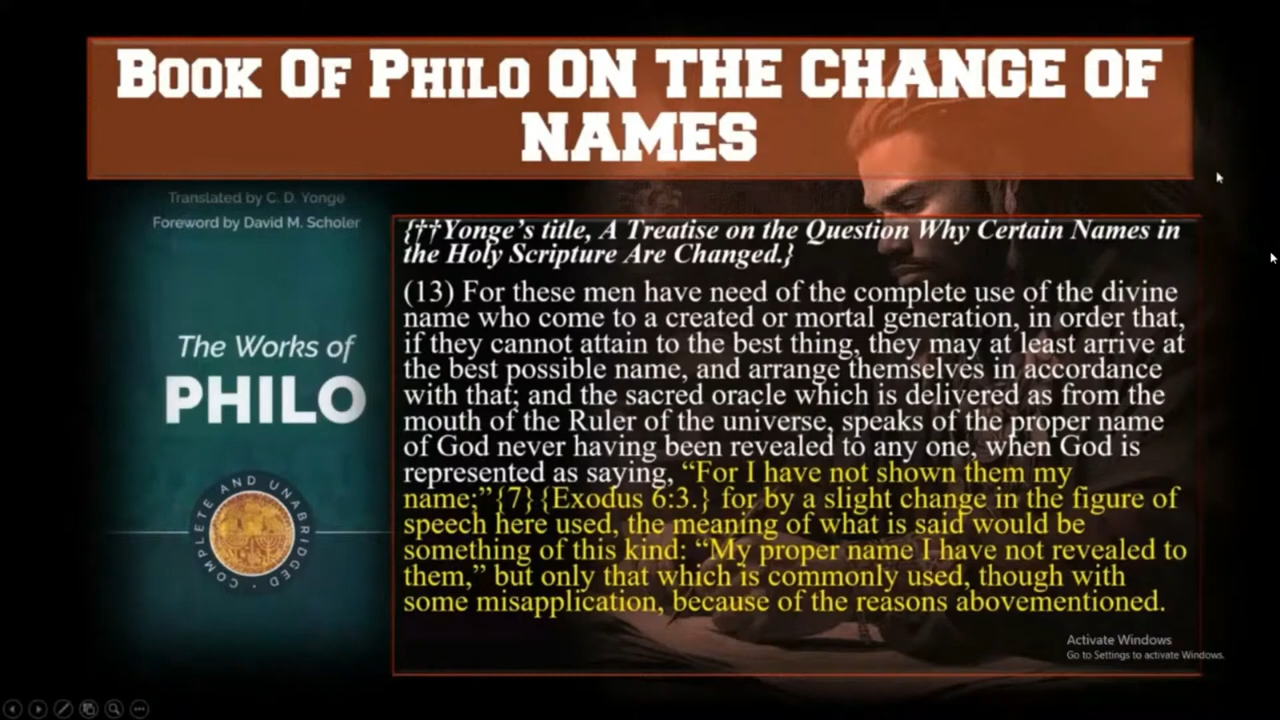 BOOK OF PHILO ON THE CHANGE OF
NAMES
Translated by C. D. Yonge
Foreword by David M. Scholer
The Works of
PHILO
COMPLETE AND UNABRIDGED
{††Yonge’s title, A Treatise on the Question Why Certain Names in
the Holy Scripture Are Changed.}
(13) For these men have need of the complete use of the divine
name who come to a created or mortal generation, in order that,
if they cannot attain to the best thing, they may at least arrive at
the best possible name, and arrange themselves in accordance
with that; and the sacred oracle which is delivered as from the
mouth of the Ruler of the universe, speaks of the proper name
of God never having been revealed to any one, when God is
represented as saying, “For I have not shown them my
name;”{7}{Exodus 6:3.} for by a slight change in the figure of
speech here used, the meaning of what is said would be
something of this kind: “My proper name I have not revealed to
them,” but only that which is commonly used, though with
some misapplication, because of the reasons abovementioned.
Activate Windows
Go to Settings to activate Windows.